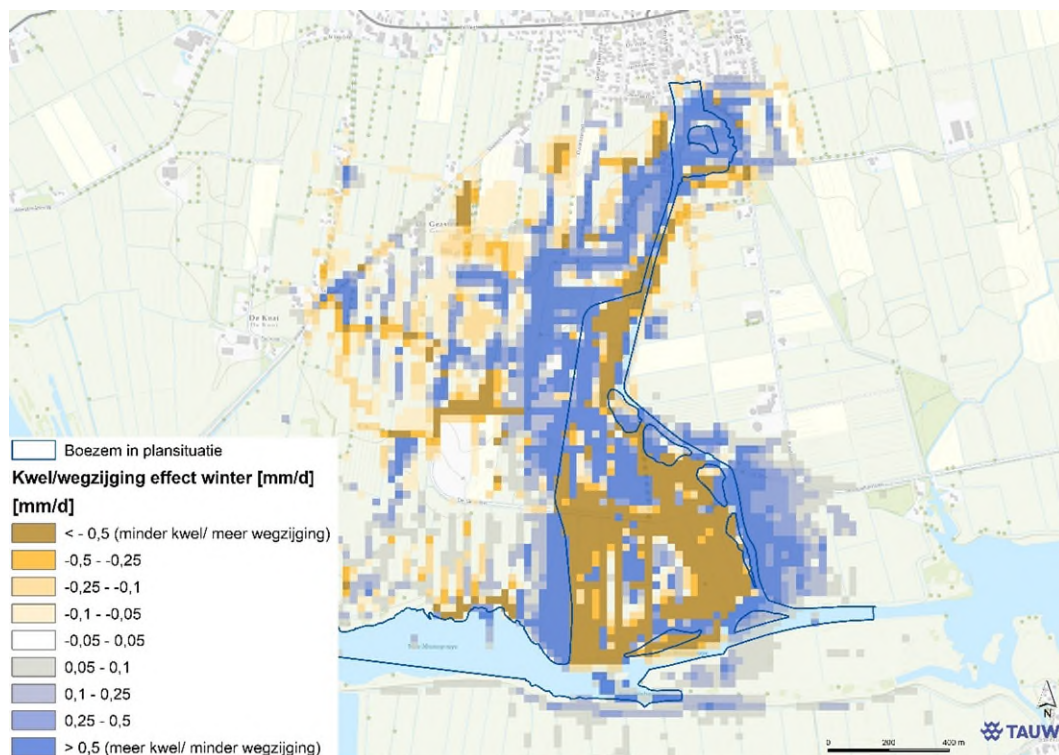 De Knat
Boezem in plansituatie
Kwel/wegzijging effect winter [mm/d]
[mm/d]
< - 0,5 (minder kwel/ meer wegzijging)
-0,5 - -0,25
-0,25 - -0,1
-0,1 - -0,05
-0,05 - 0,05
0,05 - 0,1
0,1 - 0,25
0,25 - 0,5
> 0,5 (meer kwel/ minder wegzijging)
N
TAUW
0 200 400 m